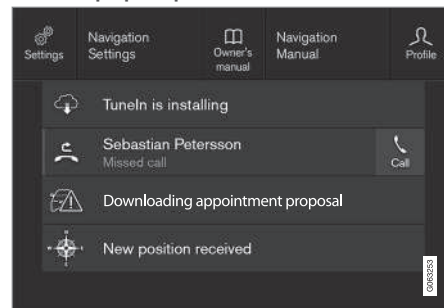 Settings
Navigation
Settings
Owner's
manual
Navigation
Manual
Profile
TuneIn is installing
Sebastian Petersson
Missed call
Call
Downloading appointment proposal
New position received
G063253